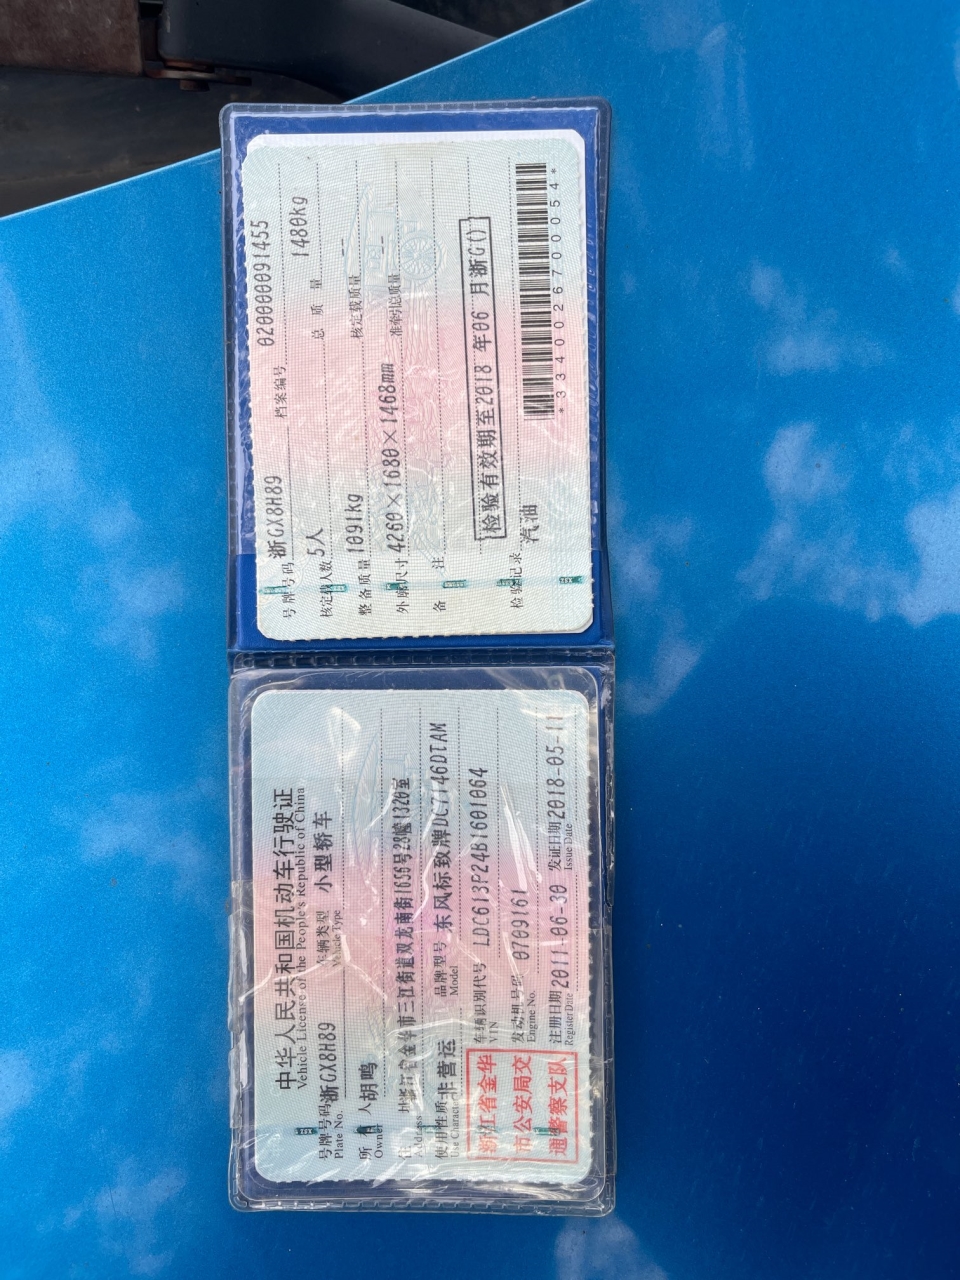 中华人民共和国机动车行驶证
Vehicle License of the People's Republic of China
号牌号码 浙GX8H89 车辆类型 小型轿车
Plate No. Vehicle Type
所有人 胡鸣
Owner
住址 浙江省金华市三江街道双龙南街1659号28幢1320室
Address
使用性质 非营运 品牌型号 东风标致牌DC7146DTAM
Use Character Model
浙江省金华
市公安局交
通警察支队
车辆识别代号 LDC613P24B1601064
VIN
发动机号码 0709161
Engine No.
注册日期 2011-06-30 发证日期 2018-05-11
Register Date Issue Date
号牌号码 浙GX8H89 档案编号 020000091455
核定载人数 5人 总质量 1480kg
整备质量 1091kg 核定载质量 --
外廓尺寸 4260×1680×1468mm 准牵引总质量 --
备注
检验有效期至2018年06月浙G()
检验记录 汽油
*3340026700054*